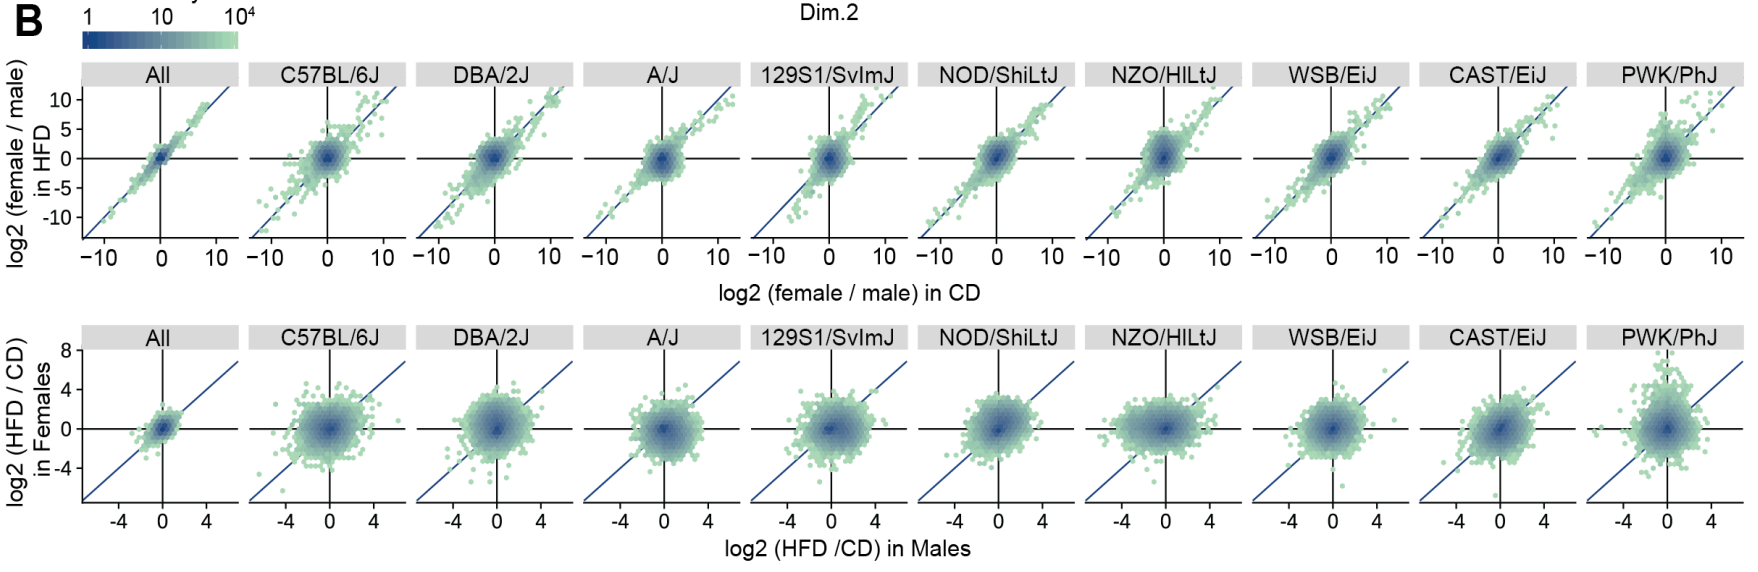 B
Dim.2
1 10 10⁴
All C57BL/6J DBA/2J A/J 129S1/SvImJ NOD/ShiLtJ NZO/HILtJ WSB/EiJ CAST/EiJ PWK/PhJ
log2 (female / male)
in HFD
10
5
0
-5
-10
−10 0 10 −10 0 10 −10 0 10 −10 0 10 −10 0 10 −10 0 10 −10 0 10 −10 0 10 −10 0 10 −10 0 10
log2 (female / male) in CD
All C57BL/6J DBA/2J A/J 129S1/SvImJ NOD/ShiLtJ NZO/HILtJ WSB/EiJ CAST/EiJ PWK/PhJ
log2 (HFD / CD)
in Females
8
4
0
-4
-4 0 4 -4 0 4 -4 0 4 -4 0 4 -4 0 4 -4 0 4 -4 0 4 -4 0 4 -4 0 4 -4 0 4
log2 (HFD /CD) in Males